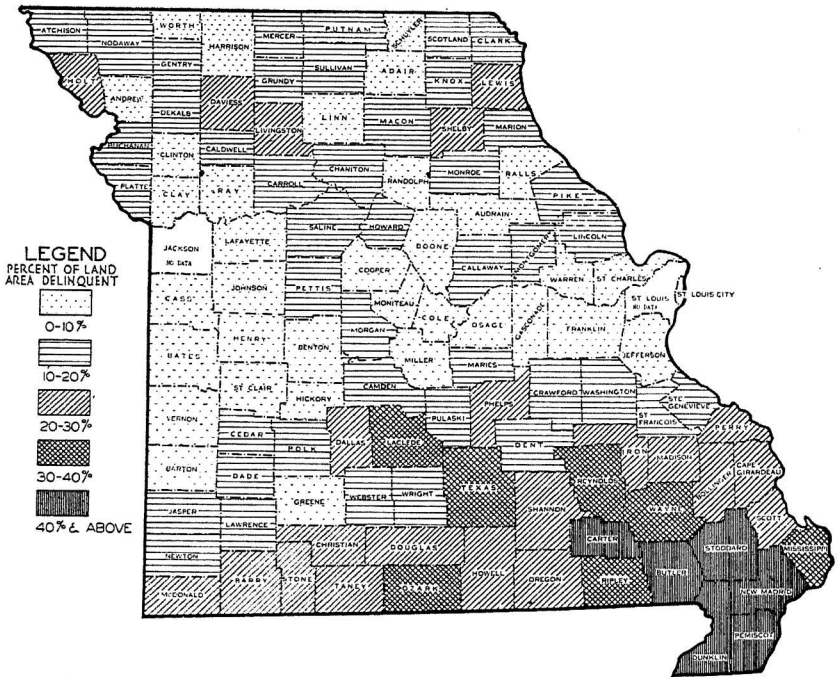 ATCHISON
NODAWAY
WORTH
HARRISON
MERCER
PUTNAM
SCHUYLER
SCOTLAND
CLARK
HOLT
GENTRY
GRUNDY
SULLIVAN
ADAIR
KNOX
LEWIS
ANDREW
DEKALB
DAVIESS
LIVINGSTON
LINN
MACON
SHELBY
MARION
BUCHANAN
CLINTON
CALDWELL
CHARITON
RANDOLPH
MONROE
RALLS
PLATTE
CLAY
RAY
CARROLL
PIKE
AUDRAIN
SALINE
HOWARD
BOONE
MONTGOMERY
LINCOLN
JACKSON
NO DATA
LAFAYETTE
COOPER
CALLAWAY
WARREN
ST CHARLES
ST LOUIS
NO DATA
ST LOUIS CITY
CASS
JOHNSON
PETTIS
MONITEAU
COLE
OSAGE
GASCONADE
FRANKLIN
JEFFERSON
BATES
HENRY
BENTON
MORGAN
MILLER
MARIES
ST CLAIR
HICKORY
CAMDEN
PULASKI
PHELPS
CRAWFORD
WASHINGTON
STE
GENEVIEVE
ST
FRANCOIS
PERRY
VERNON
CEDAR
POLK
DALLAS
LACLEDE
DENT
IRON
MADISON
BOLLINGER
CAPE
GIRARDEAU
BARTON
DADE
GREENE
WEBSTER
WRIGHT
TEXAS
REYNOLDS
WAYNE
SCOTT
SHANNON
JASPER
LAWRENCE
CHRISTIAN
DOUGLAS
CARTER
STODDARD
MISSISSIPPI
NEWTON
BARRY
STONE
TANEY
OZARK
HOWELL
OREGON
RIPLEY
BUTLER
NEW MADRID
MCDONALD
PEMISCOT
DUNKLIN
LEGEND
PERCENT OF LAND
AREA DELINQUENT
0-10%
10-20%
20-30%
30-40%
40% & ABOVE